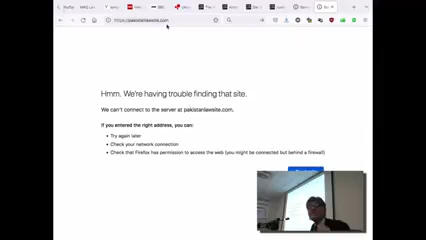 https://pakistanlawsite.com
Hmm. We're having trouble finding that site.
We can't connect to the server at pakistanlawsite.com.
If you entered the right address, you can:
Try again later
Check your network connection
Check that Firefox has permission to access the web (you might be connected but behind a firewall)